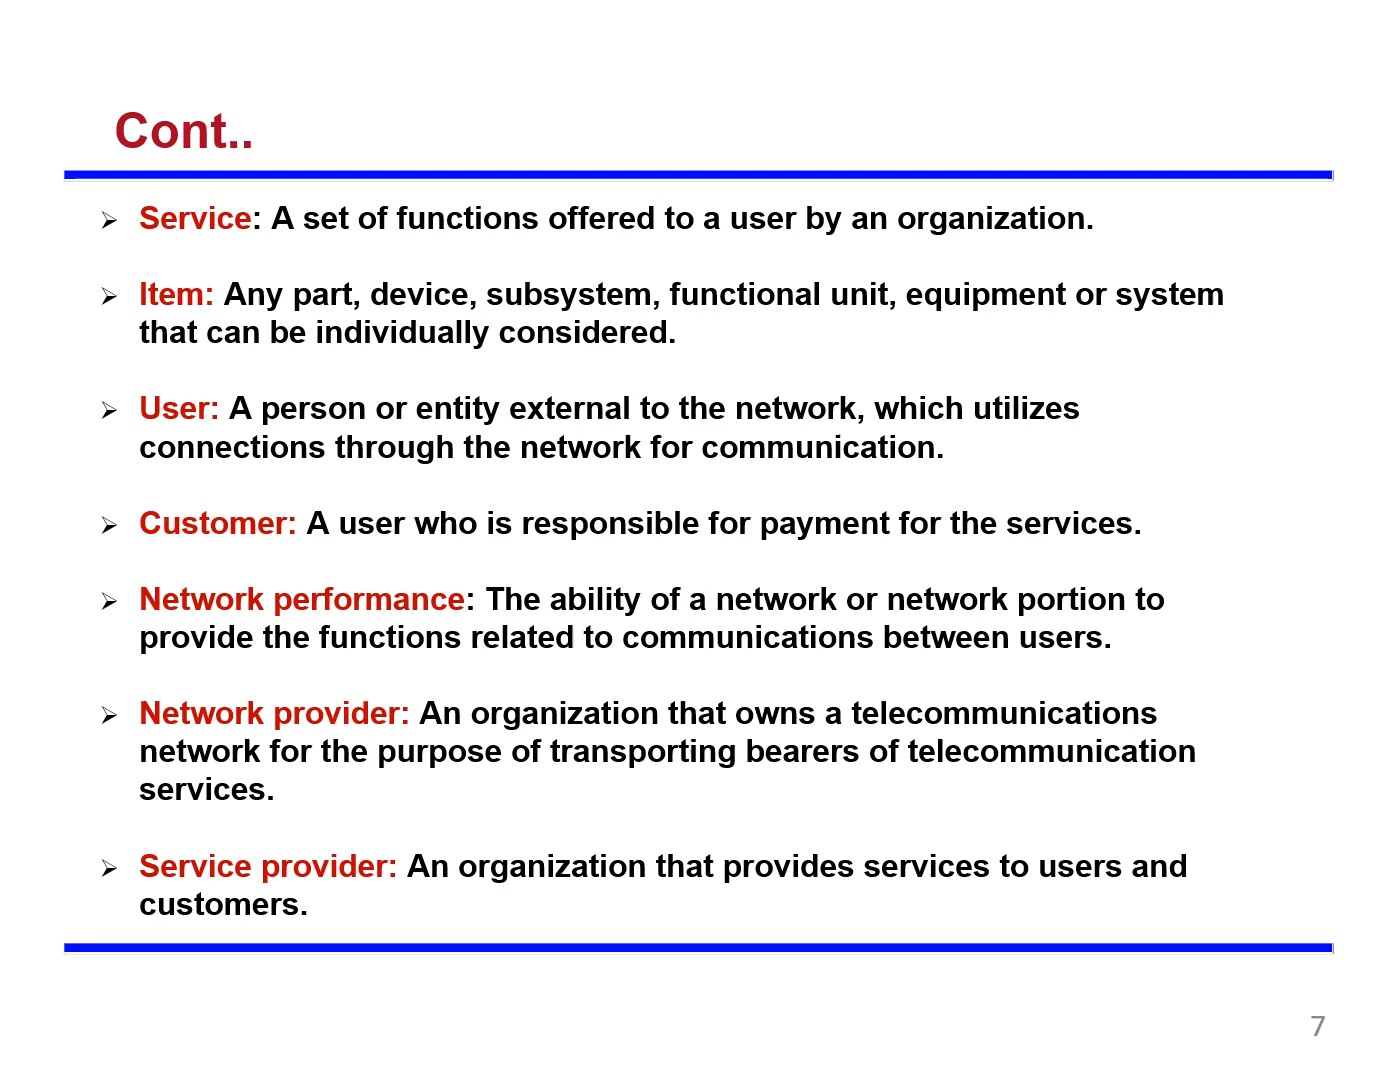 Cont..
➢ Service: A set of functions offered to a user by an organization.
➢ Item: Any part, device, subsystem, functional unit, equipment or system
that can be individually considered.
➢ User: A person or entity external to the network, which utilizes
connections through the network for communication.
➢ Customer: A user who is responsible for payment for the services.
➢ Network performance: The ability of a network or network portion to
provide the functions related to communications between users.
➢ Network provider: An organization that owns a telecommunications
network for the purpose of transporting bearers of telecommunication
services.
➢ Service provider: An organization that provides services to users and
customers.
7